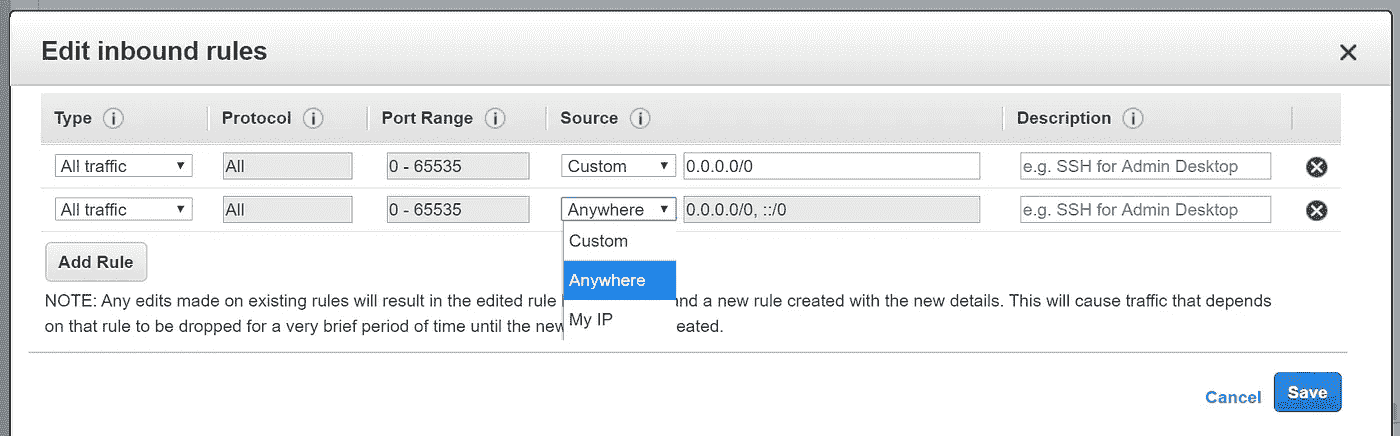 Edit inbound rules
Type Protocol Port Range Source Description
All traffic All 0 - 65535 Custom 0.0.0.0/0 e.g. SSH for Admin Desktop
All traffic All 0 - 65535 Anywhere 0.0.0.0/0, ::/0 e.g. SSH for Admin Desktop
Custom
Add Rule
Anywhere
NOTE: Any edits made on existing rules will result in the edited rule nd a new rule created with the new details. This will cause traffic that depends
My IP
on that rule to be dropped for a very brief period of time until the new eated.
Cancel Save